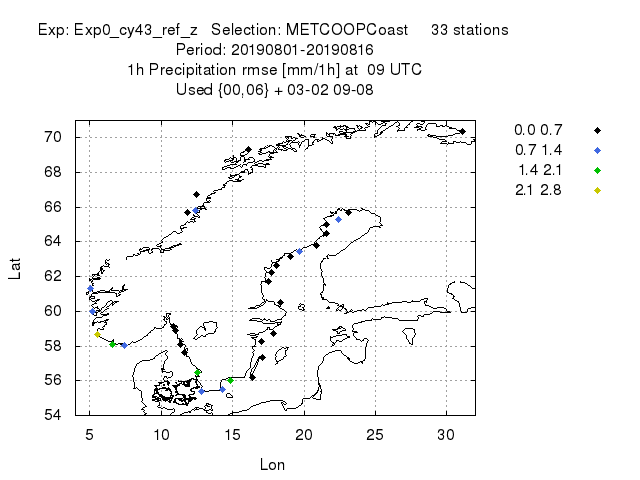 Exp: Exp0_cy43_ref_z Selection: METCOOPCoast 33 stations
Period: 20190801-20190816
1h Precipitation rmse [mm/1h] at 09 UTC
Used {00,06} + 03-02 09-08
0.0 0.7
0.7 1.4
1.4 2.1
2.1 2.8
70
68
66
64
62
60
58
56
54
Lat
5 10 15 20 25 30
Lon